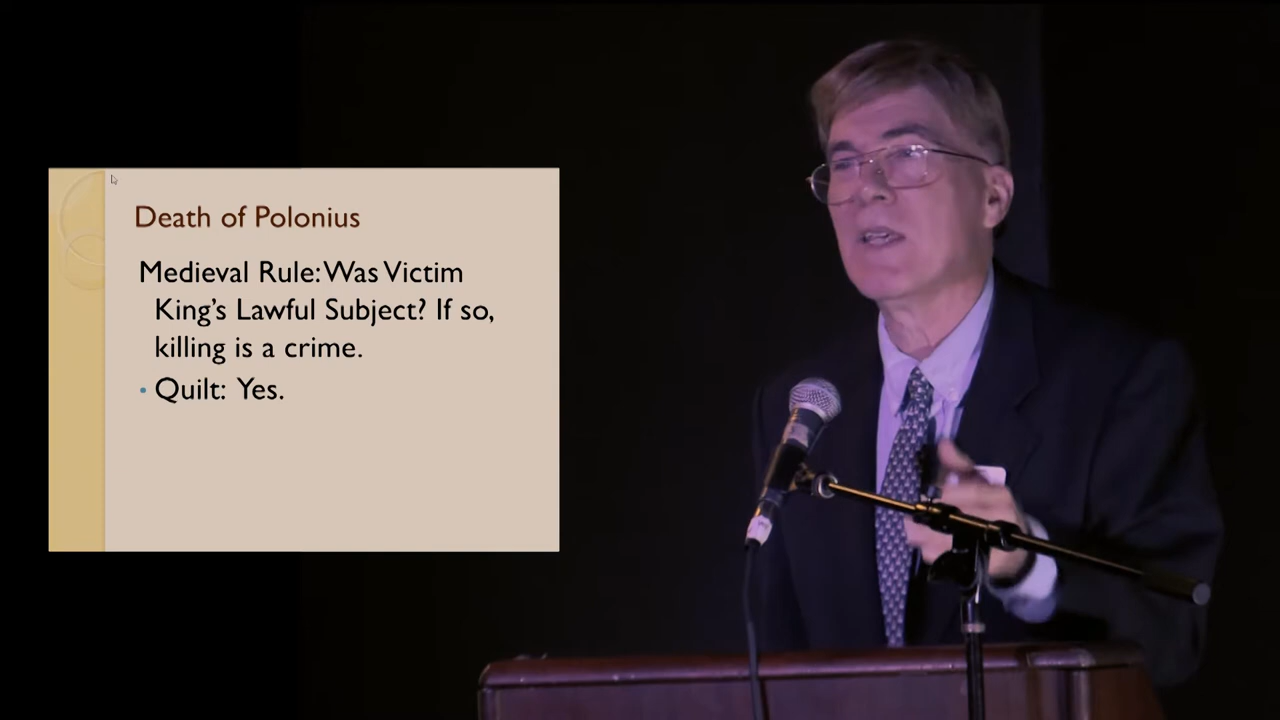 Death of Polonius
Medieval Rule: Was Victim
King's Lawful Subject? If so,
killing is a crime.
• Quilt: Yes.